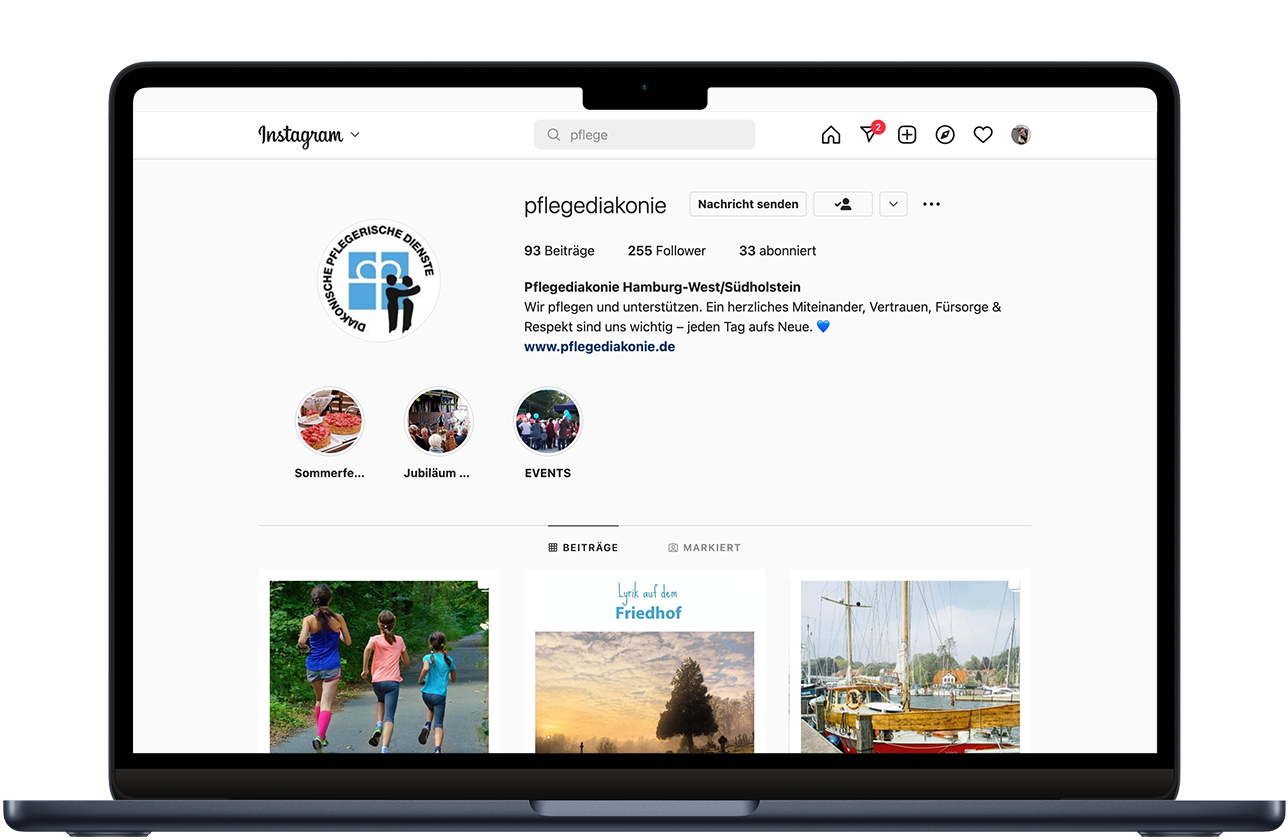 Instagram
pflege
2
pflegediakonie
Nachricht senden
93 Beiträge 255 Follower 33 abonniert
DIAKONISCHE PFLEGERISCHE DIENSTE
Pflegediakonie Hamburg-West/Südholstein
Wir pflegen und unterstützen. Ein herzliches Miteinander, Vertrauen, Fürsorge &
Respekt sind uns wichtig – jeden Tag aufs Neue. 💙
www.pflegediakonie.de
Sommerfe... Jubiläum ... EVENTS
BEITRÄGE MARKIERT
Lyrik auf dem
Friedhof